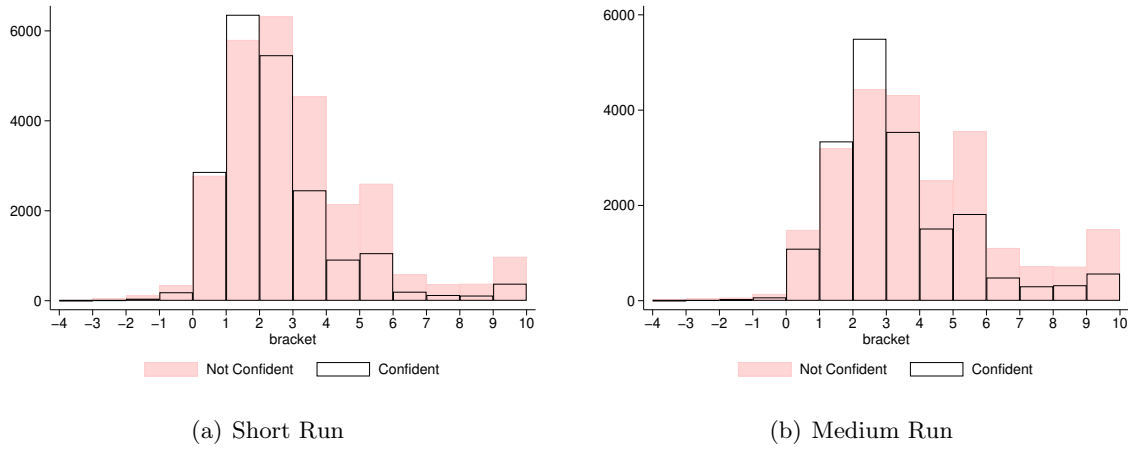 6000
4000
2000
0
−4 −3 −2 −1 0 1 2 3 4 5 6 7 8 9 10
bracket
Not Confident Confident
(a) Short Run
6000
4000
2000
0
−4 −3 −2 −1 0 1 2 3 4 5 6 7 8 9 10
bracket
Not Confident Confident
(b) Medium Run